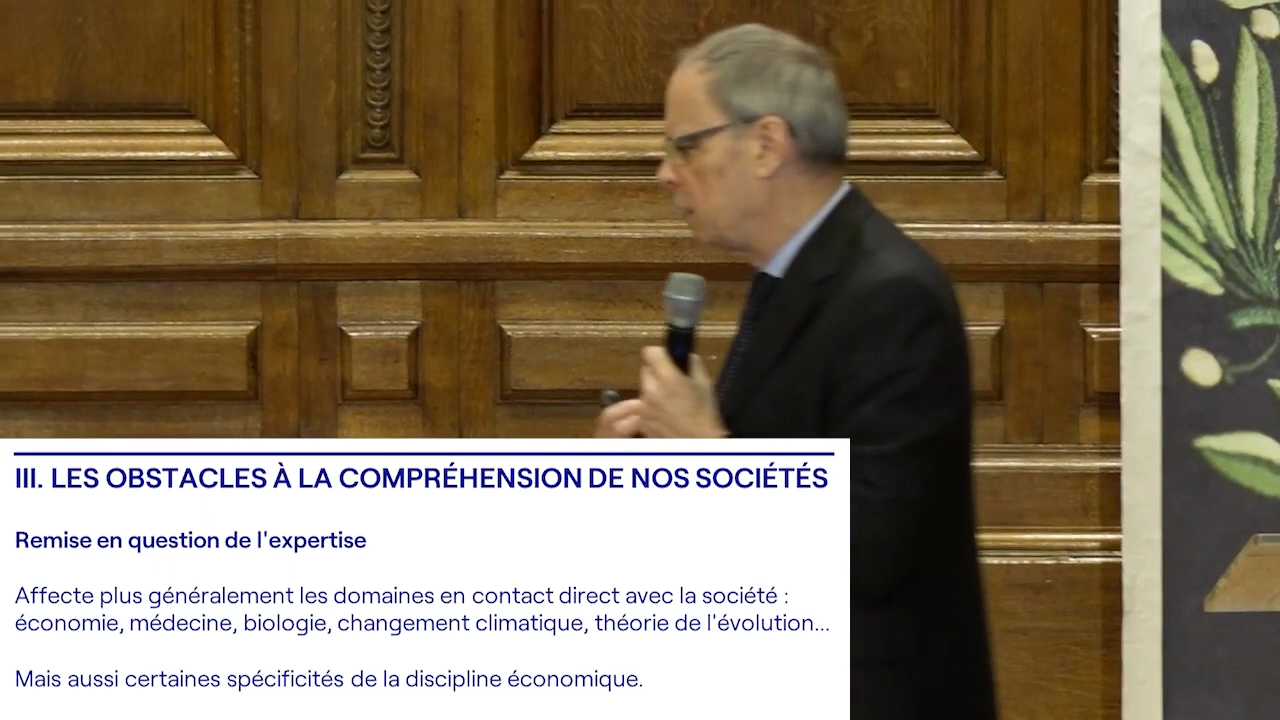 III. LES OBSTACLES À LA COMPRÉHENSION DE NOS SOCIÉTÉS
Remise en question de l'expertise
Affecte plus généralement les domaines en contact direct avec la société :
économie, médecine, biologie, changement climatique, théorie de l'évolution...
Mais aussi certaines spécificités de la discipline économique.